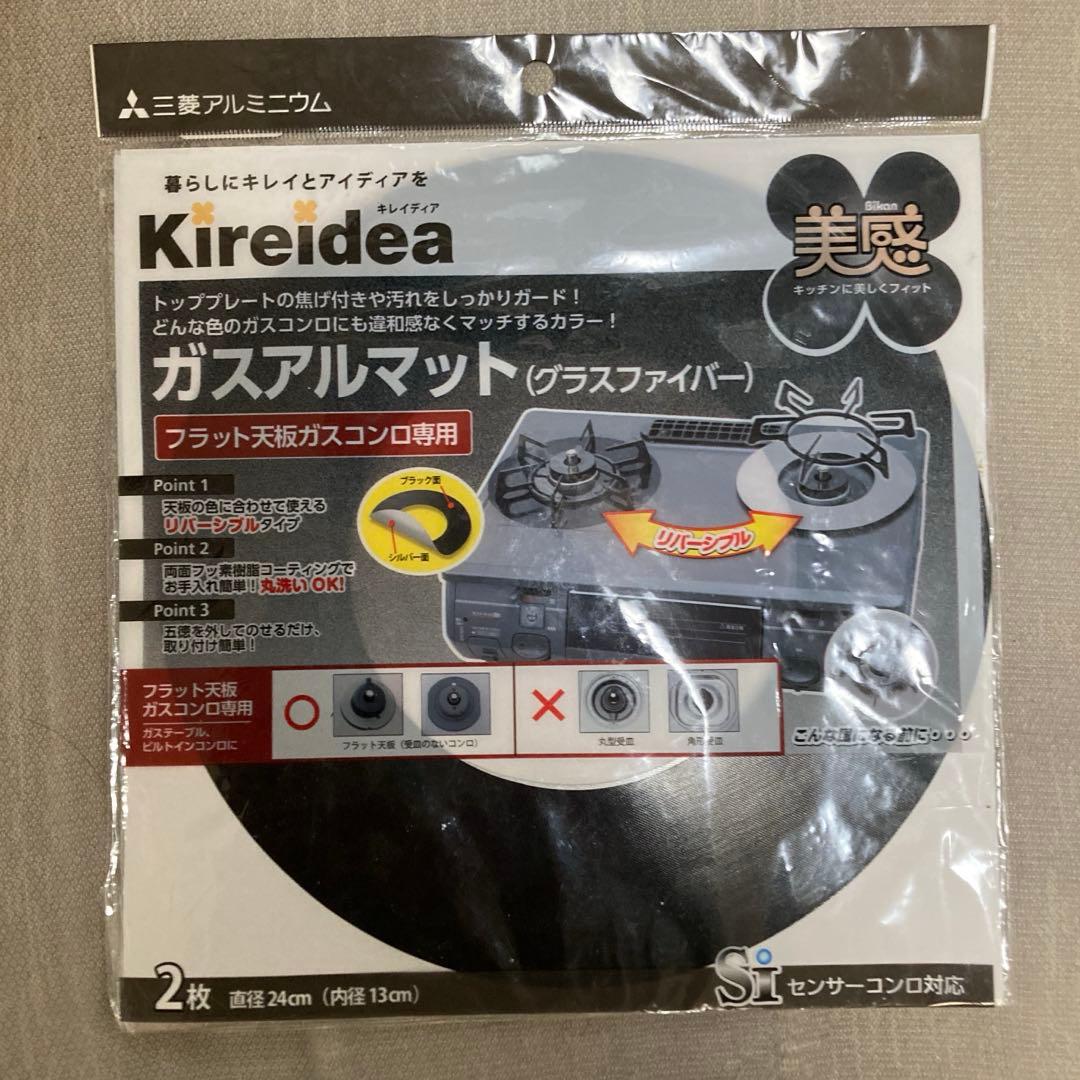 三菱アルミニウム
暮らしにキレイとアイディアを
キレイディア
Kireidea
Bikan
美感
キッチンに美しくフィット
トッププレートの焦げ付きや汚れをしっかりガード!
どんな色のガスコンロにも違和感なくマッチするカラー!
ガスアルマット(グラスファイバー)
フラット天板ガスコンロ専用
Point 1
天板の色に合わせて使える
リバーシブルタイプ
ブラック面
シルバー面
リバーシブル
Point 2
両面フッ素樹脂コーティングで
お手入れ簡単!!丸洗いOK!
Point 3
五徳を外してのせるだけ、
取り付け簡単!
フラット天板
ガスコンロ専用
ガステーブル、
ビルトインコンロに
フラット天板(受皿のないコンロ)
丸型受皿
角形受皿
こんな風になる前に・・・
2枚 直径24cm(内径13cm)
Si センサーコンロ対応